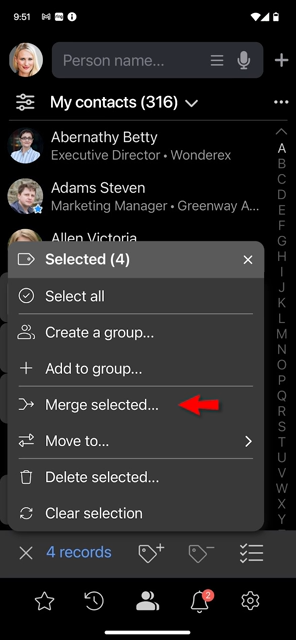 9:51
Person name...
My contacts (316)
Abernathy Betty
Executive Director • Wonderex
Adams Steven
Marketing Manager • Greenway A...
Allen Victoria
Selected (4)
Select all
Create a group...
Add to group...
Merge selected...
Move to...
Delete selected...
Clear selection
4 records
2
A
B
C
D
E
F
G
H
I
J
K
L
M
N
O
P
Q
R
S
T
U
V
W
X
Y